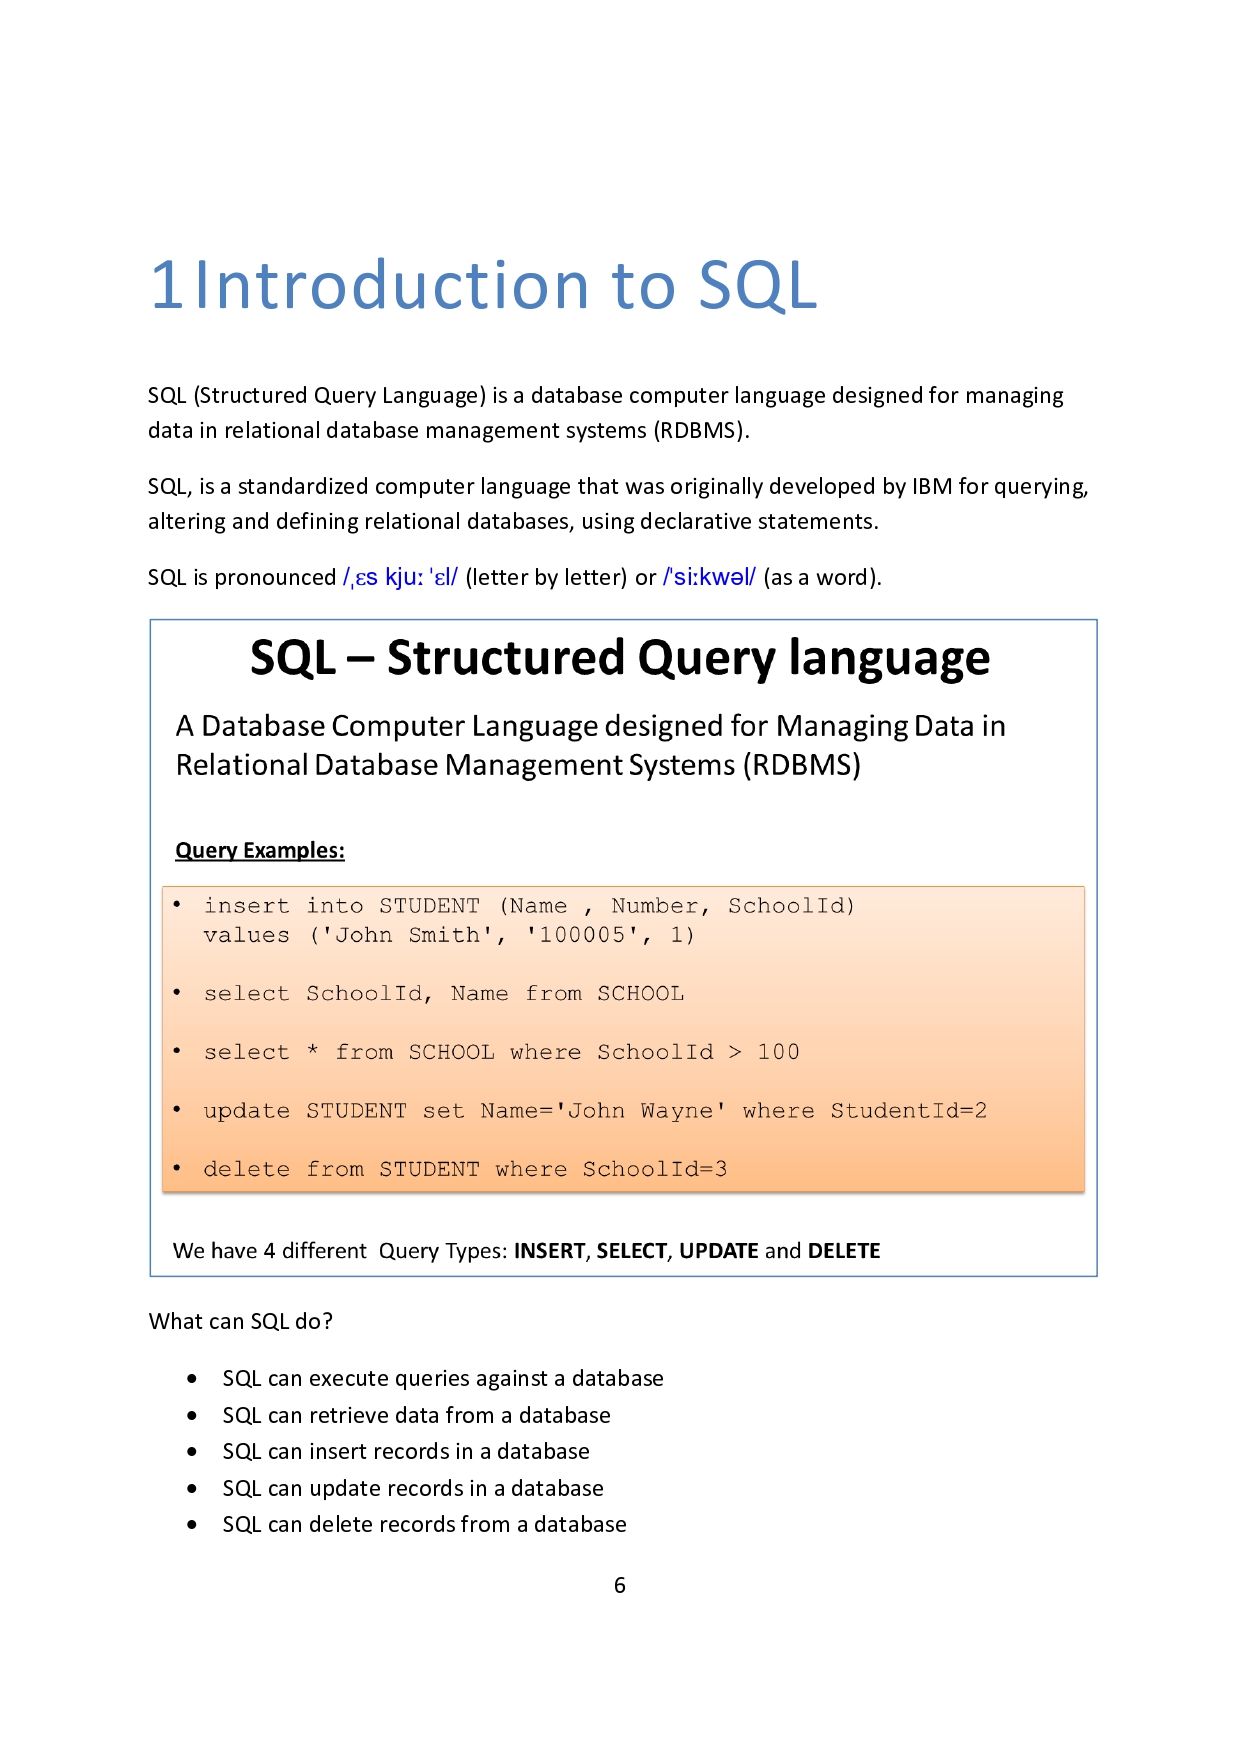 1 Introduction to SQL
SQL (Structured Query Language) is a database computer language designed for managing
data in relational database management systems (RDBMS).
SQL, is a standardized computer language that was originally developed by IBM for querying,
altering and defining relational databases, using declarative statements.
SQL is pronounced /ˌɛs kjuː ˈɛl/ (letter by letter) or /ˈsiːkwəl/ (as a word).
SQL – Structured Query language
A Database Computer Language designed for Managing Data in
Relational Database Management Systems (RDBMS)
Query Examples:
• insert into STUDENT (Name , Number, SchoolId)
values ('John Smith', '100005', 1)
• select SchoolId, Name from SCHOOL
• select * from SCHOOL where SchoolId > 100
• update STUDENT set Name='John Wayne' where StudentId=2
• delete from STUDENT where SchoolId=3
We have 4 different Query Types: INSERT, SELECT, UPDATE and DELETE
What can SQL do?
• SQL can execute queries against a database
• SQL can retrieve data from a database
• SQL can insert records in a database
• SQL can update records in a database
• SQL can delete records from a database
6